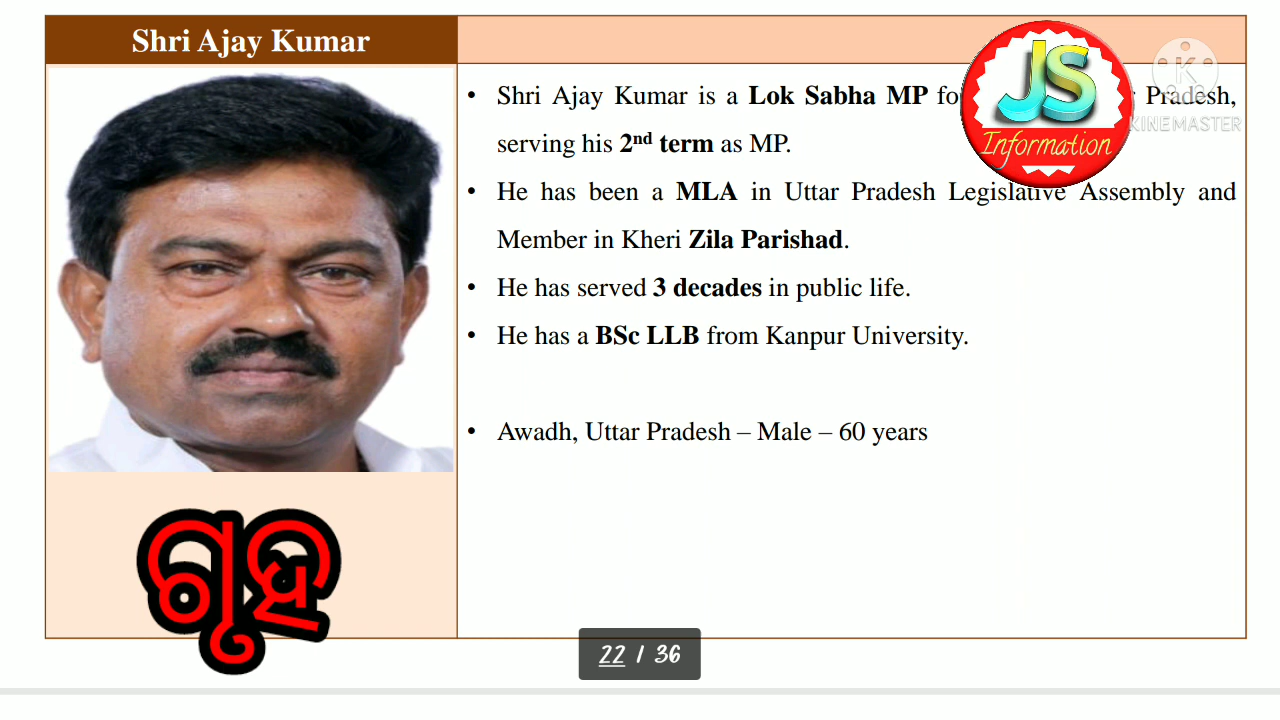 Shri Ajay Kumar
• Shri Ajay Kumar is a Lok Sabha MP Pradesh,
serving his 2nd term as MP.
• He has been a MLA in Uttar Pradesh Legislative Assembly and
Member in Kheri Zila Parishad.
• He has served 3 decades in public life.
• He has a BSc LLB from Kanpur University.
• Awadh, Uttar Pradesh – Male – 60 years
JS
Information
K
KINEMASTER
ଗୃହ
22 / 36